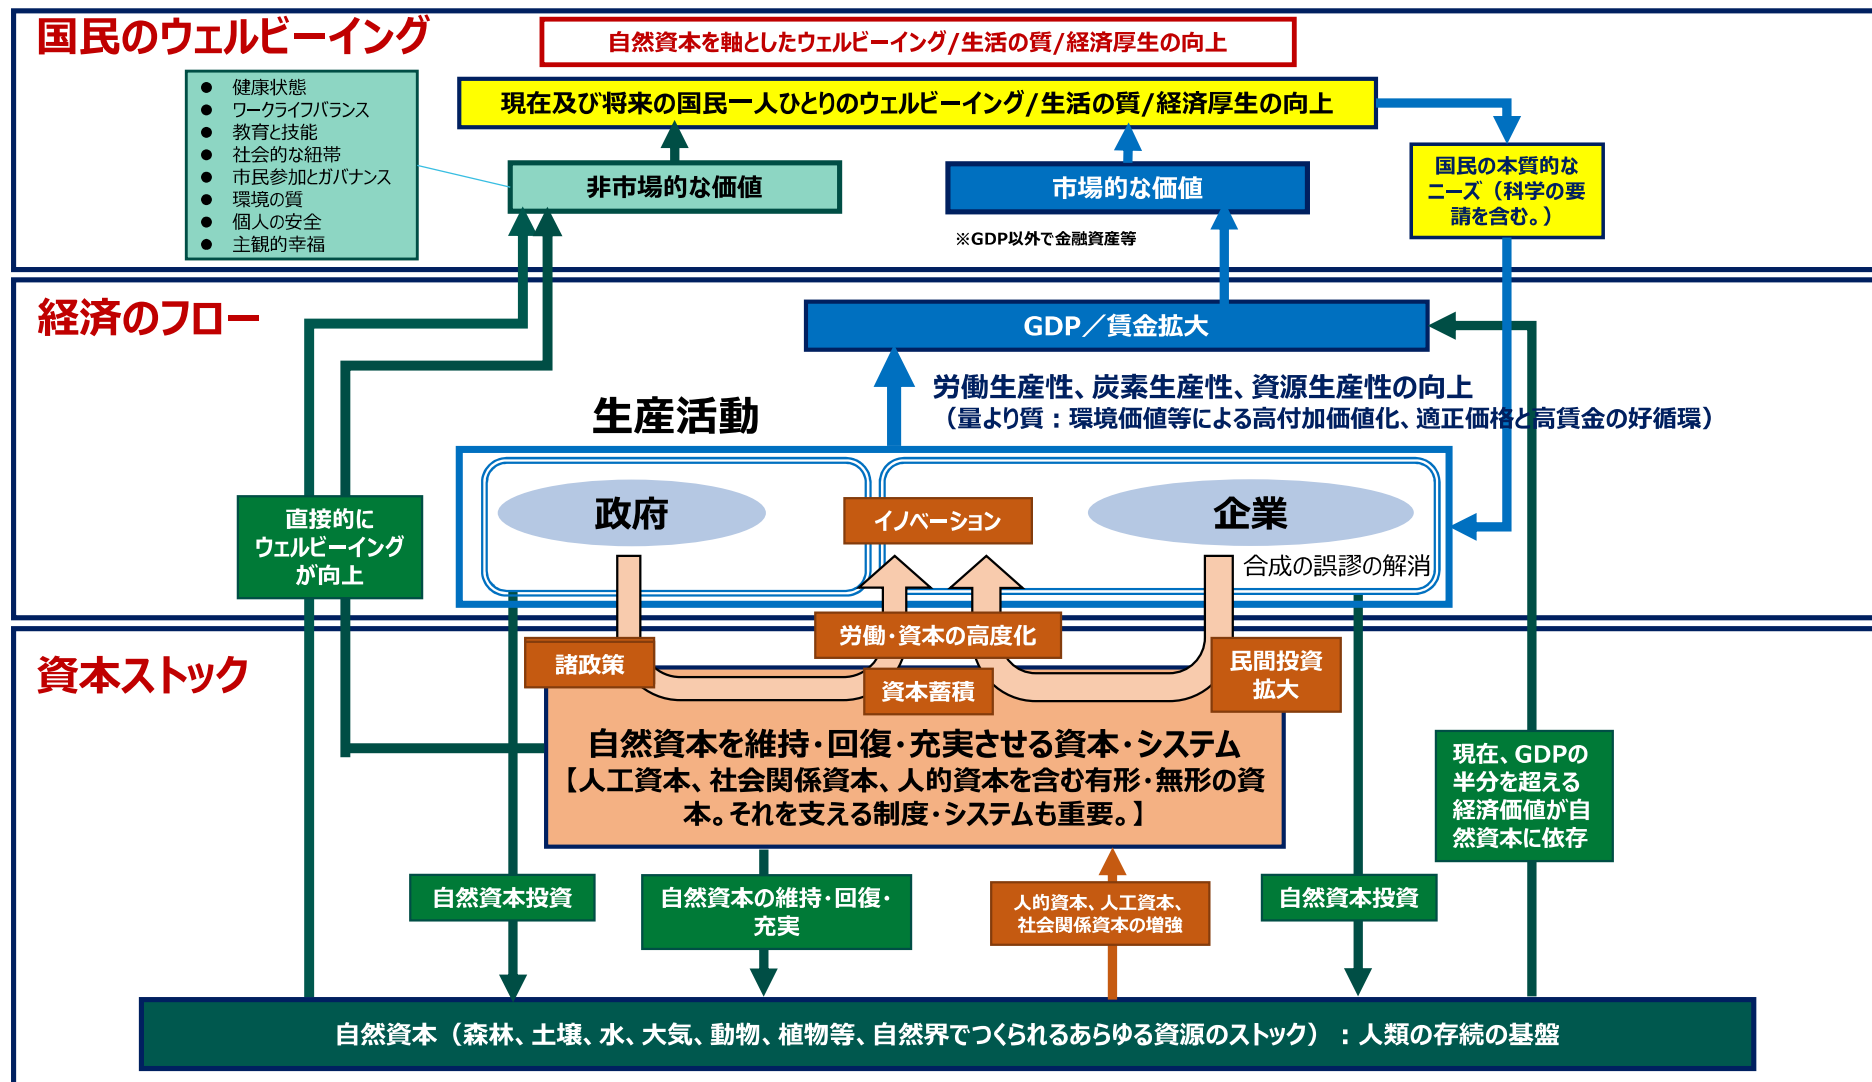 国民のウェルビーイング
自然資本を軸としたウェルビーイング/生活の質/経済厚生の向上
● 健康状態
● ワークライフバランス
● 教育と技能
● 社会的な紐帯
● 市民参加とガバナンス
● 環境の質
● 個人の安全
● 主観的幸福
現在及び将来の国民一人ひとりのウェルビーイング/生活の質/経済厚生の向上
非市場的な価値
市場的な価値
※GDP以外で金融資産等
国民の本質的な
ニーズ（科学の要
請を含む。）
経済のフロー
GDP／賃金拡大
労働生産性、炭素生産性、資源生産性の向上
（量より質：環境価値等による高付加価値化、適正価格と高賃金の好循環）
生産活動
政府
イノベーション
企業
合成の誤謬の解消
直接的に
ウェルビーイング
が向上
労働・資本の高度化
資本ストック
諸政策
資本蓄積
民間投資
拡大
自然資本を維持・回復・充実させる資本・システム
【人工資本、社会関係資本、人的資本を含む有形・無形の資
本。それを支える制度・システムも重要。】
現在、GDPの
半分を超える
経済価値が自
然資本に依存
自然資本投資
自然資本の維持・回復・
充実
人的資本、人工資本、
社会関係資本の増強
自然資本投資
自然資本（森林、土壌、水、大気、動物、植物等、自然界でつくられるあらゆる資源のストック）：人類の存続の基盤